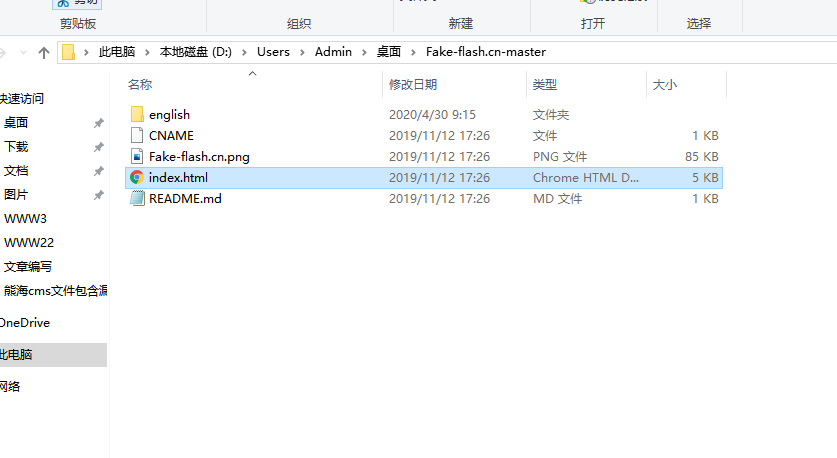 剪切
剪贴板 组织 新建 打开 选择
此电脑 本地磁盘 (D:) Users Admin 桌面 Fake-flash.cn-master
名称 修改日期 类型 大小
快速访问
桌面
下载
文档
图片
WWW3
WWW22
文章编写
熊海cms文件包含漏
OneDrive
此电脑
网络
english 2020/4/30 9:15 文件夹
CNAME 2019/11/12 17:26 文件 1 KB
Fake-flash.cn.png 2019/11/12 17:26 PNG 文件 85 KB
index.html 2019/11/12 17:26 Chrome HTML D... 5 KB
README.md 2019/11/12 17:26 MD 文件 1 KB